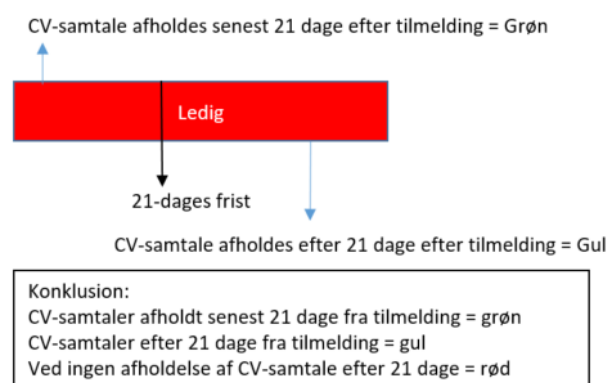 CV-samtale afholdes senest 21 dage efter tilmelding = Grøn
Ledig
21-dages frist
CV-samtale afholdes efter 21 dage efter tilmelding = Gul
Konklusion:
CV-samtaler afholdt senest 21 dage fra tilmelding = grøn
CV-samtaler efter 21 dage fra tilmelding = gul
Ved ingen afholdelse af CV-samtale efter 21 dage = rød